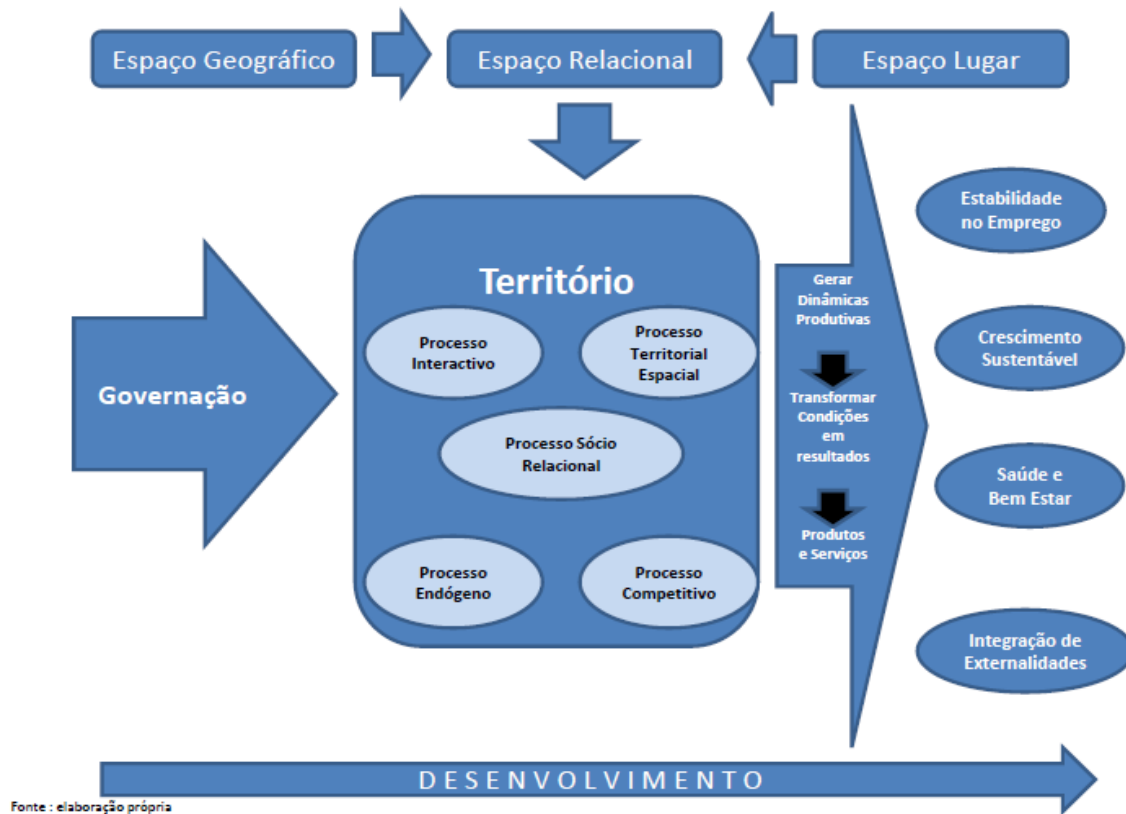 Espaço Geográfico
Espaço Relacional
Espaço Lugar
Governação
Território
Processo
Interactivo
Processo
Territorial
Espacial
Processo Sócio
Relacional
Processo
Endógeno
Processo
Competitivo
Gerar
Dinâmicas
Produtivas
Transformar
Condições
em
resultados
Produtos
e Serviços
Estabilidade
no Emprego
Crescimento
Sustentável
Saúde e
Bem Estar
Integração de
Externalidades
DESENVOLVIMENTO
Fonte : elaboração própria